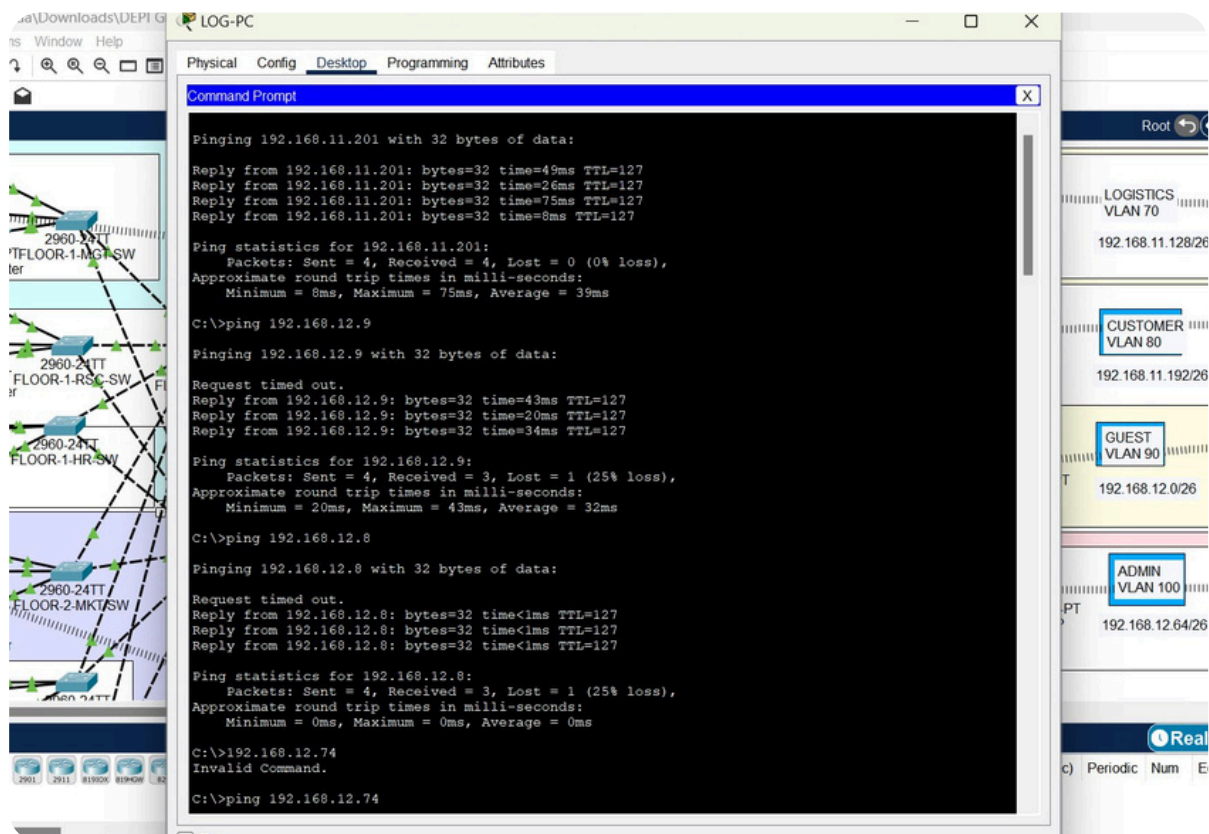 \Downloads\DEPI G
LOG-PC
Window Help
Physical Config Desktop Programming Attributes
Command Prompt
X
Pinging 192.168.11.201 with 32 bytes of data:
Reply from 192.168.11.201: bytes=32 time=49ms TTL=127
Reply from 192.168.11.201: bytes=32 time=26ms TTL=127
Reply from 192.168.11.201: bytes=32 time=75ms TTL=127
Reply from 192.168.11.201: bytes=32 time=8ms TTL=127
Ping statistics for 192.168.11.201:
Packets: Sent = 4, Received = 4, Lost = 0 (0% loss),
Approximate round trip times in milli-seconds:
Minimum = 8ms, Maximum = 75ms, Average = 39ms
C:\>ping 192.168.12.9
Pinging 192.168.12.9 with 32 bytes of data:
Request timed out.
Reply from 192.168.12.9: bytes=32 time=43ms TTL=127
Reply from 192.168.12.9: bytes=32 time=20ms TTL=127
Reply from 192.168.12.9: bytes=32 time=34ms TTL=127
Ping statistics for 192.168.12.9:
Packets: Sent = 4, Received = 3, Lost = 1 (25% loss),
Approximate round trip times in milli-seconds:
Minimum = 20ms, Maximum = 43ms, Average = 32ms
C:\>ping 192.168.12.8
Pinging 192.168.12.8 with 32 bytes of data:
Request timed out.
Reply from 192.168.12.8: bytes=32 time<1ms TTL=127
Reply from 192.168.12.8: bytes=32 time<1ms TTL=127
Reply from 192.168.12.8: bytes=32 time<1ms TTL=127
Ping statistics for 192.168.12.8:
Packets: Sent = 4, Received = 3, Lost = 1 (25% loss),
Approximate round trip times in milli-seconds:
Minimum = 0ms, Maximum = 0ms, Average = 0ms
C:\>192.168.12.74
Invalid Command.
C:\>ping 192.168.12.74
2960-24TT
FLOOR-1-MGT-SW
2960-24TT
FLOOR-1-RSC-SW
2960-24TT
FLOOR-1-HR-SW
2960-24TT
FLOOR-2-MKT-SW
2960-24TT
2901 2911 819IOX 819HGW
Root
LOGISTICS
VLAN 70
192.168.11.128/26
CUSTOMER
VLAN 80
192.168.11.192/26
GUEST
VLAN 90
192.168.12.0/26
ADMIN
VLAN 100
192.168.12.64/26
Real
Periodic Num